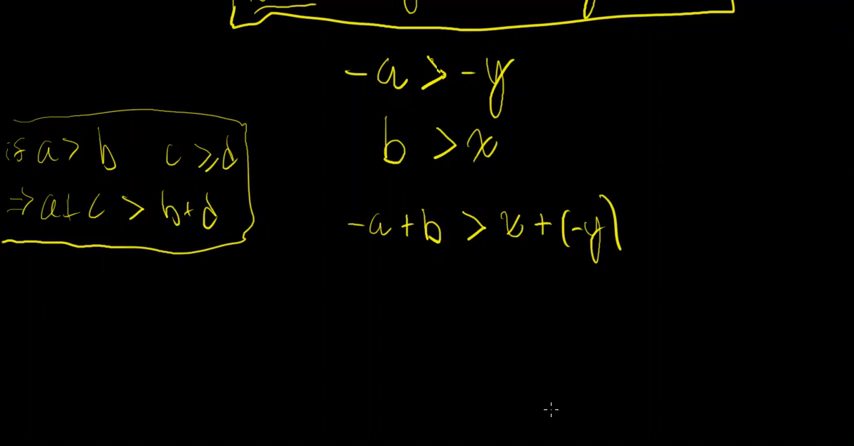 -a > -y
b > x
if a > b c ≥ d
⇒ a + c > b + d
-a + b > x + (-y)